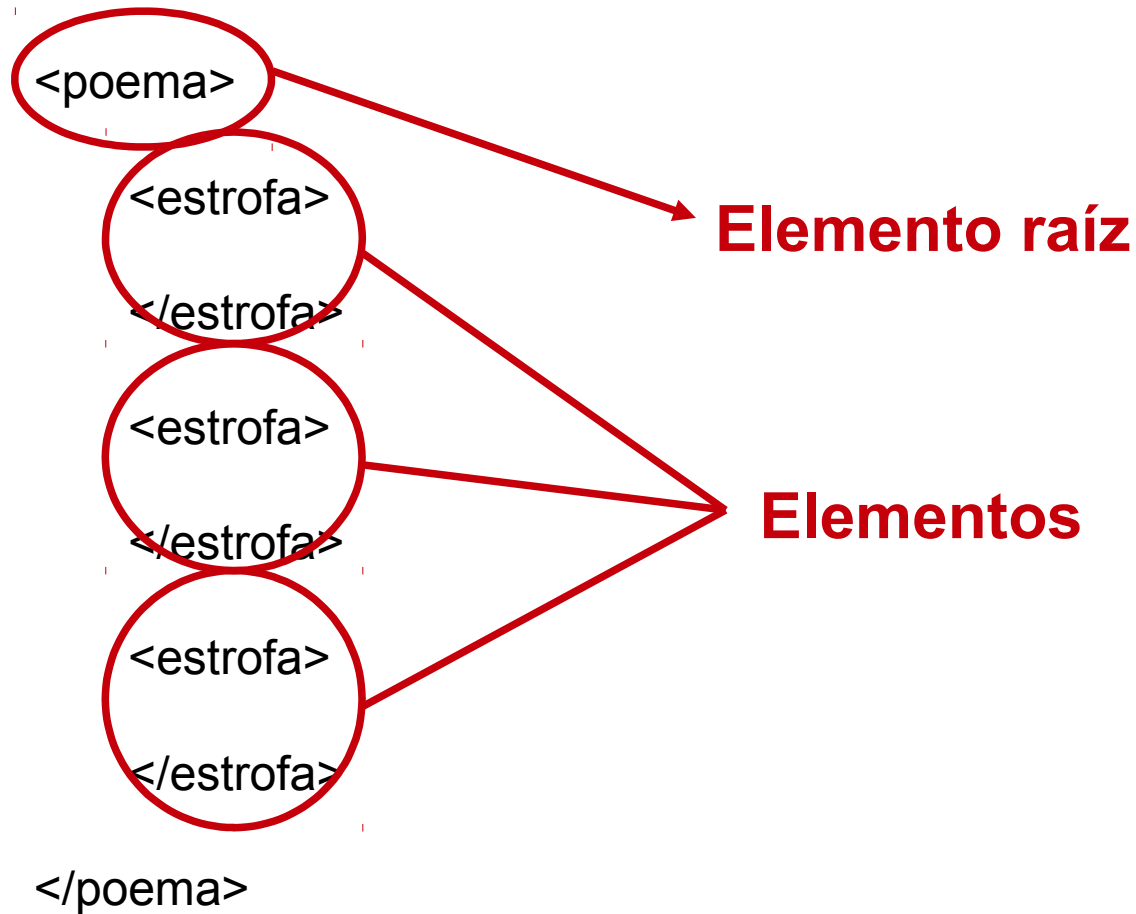 <poema>
<estrofa>
Elemento raíz
</estrofa>
<estrofa>
Elementos
</estrofa>
<estrofa>
</estrofa>
</poema>